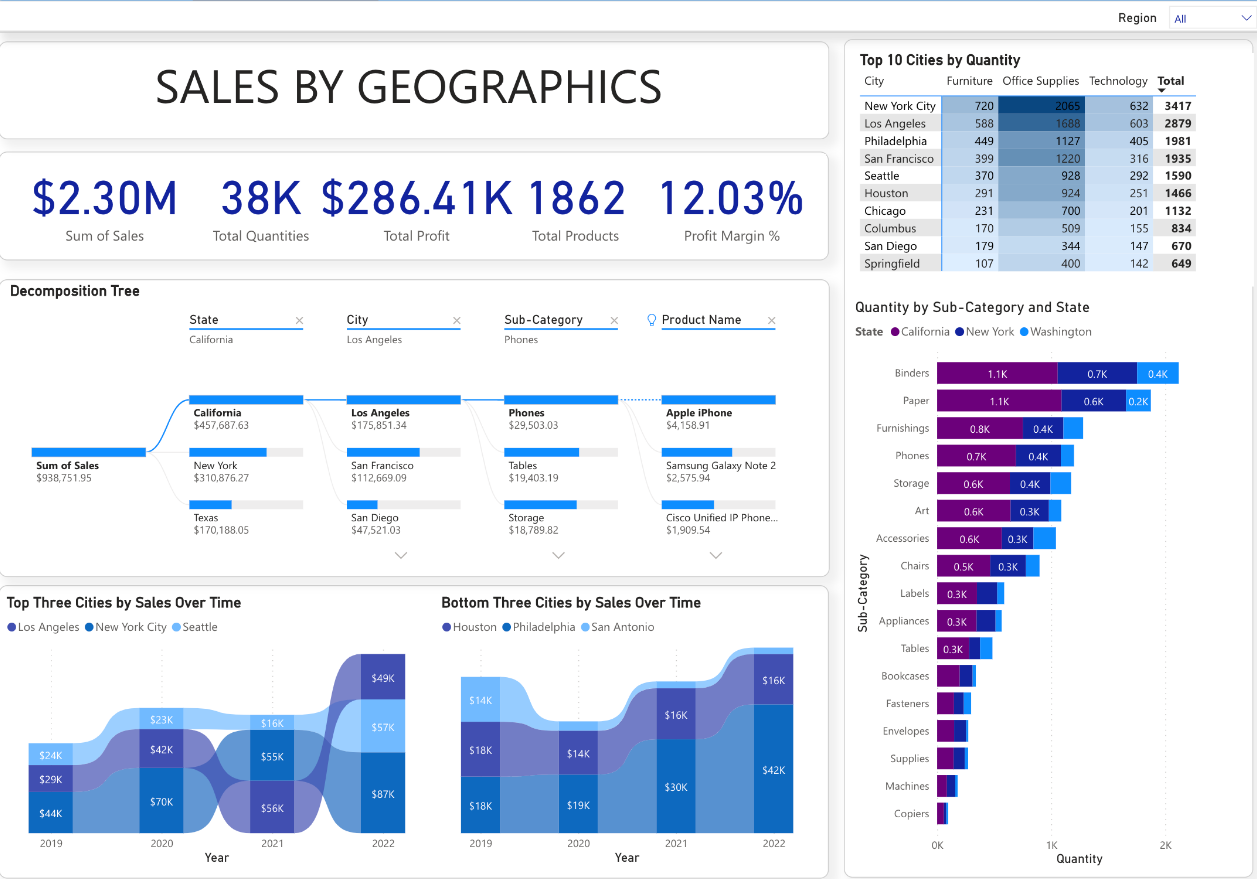 Region All
SALES BY GEOGRAPHICS
$2.30M 38K $286.41K 1862 12.03%
Sum of Sales Total Quantities Total Profit Total Products Profit Margin %
Decomposition Tree
State City Sub-Category Product Name
California Los Angeles Phones
California Los Angeles Phones Apple iPhone
$457,687.63 $175,851.34 $29,503.03 $4,158.91
Sum of Sales New York San Francisco Tables Samsung Galaxy Note 2
$938,751.95 $310,876.27 $112,669.09 $19,403.19 $2,575.94
Texas San Diego Storage Cisco Unified IP Phone...
$170,188.05 $47,521.03 $18,789.82 $1,909.54
Top Three Cities by Sales Over Time
Los Angeles New York City Seattle
$24K $23K $16K $49K
$29K $42K $55K $57K
$44K $70K $56K $87K
2019 2020 2021 2022
Year
Bottom Three Cities by Sales Over Time
Houston Philadelphia San Antonio
$14K $14K $16K $16K
$18K $19K $30K $42K
$18K
2019 2020 2021 2022
Year
Top 10 Cities by Quantity
City Furniture Office Supplies Technology Total
New York City 720 2065 632 3417
Los Angeles 588 1688 603 2879
Philadelphia 449 1127 405 1981
San Francisco 399 1220 316 1935
Seattle 370 928 292 1590
Houston 291 924 251 1466
Chicago 231 700 201 1132
Columbus 170 509 155 834
San Diego 179 344 147 670
Springfield 107 400 142 649
Quantity by Sub-Category and State
State California New York Washington
Binders 1.1K 0.7K 0.4K
Paper 1.1K 0.6K 0.2K
Furnishings 0.8K 0.4K
Phones 0.7K 0.4K
Storage 0.6K 0.4K
Art 0.6K 0.3K
Accessories 0.6K 0.3K
Chairs 0.5K 0.3K
Labels 0.3K
Appliances 0.3K
Tables 0.3K
Bookcases
Fasteners
Envelopes
Supplies
Machines
Copiers
Sub-Category
0K 1K 2K
Quantity